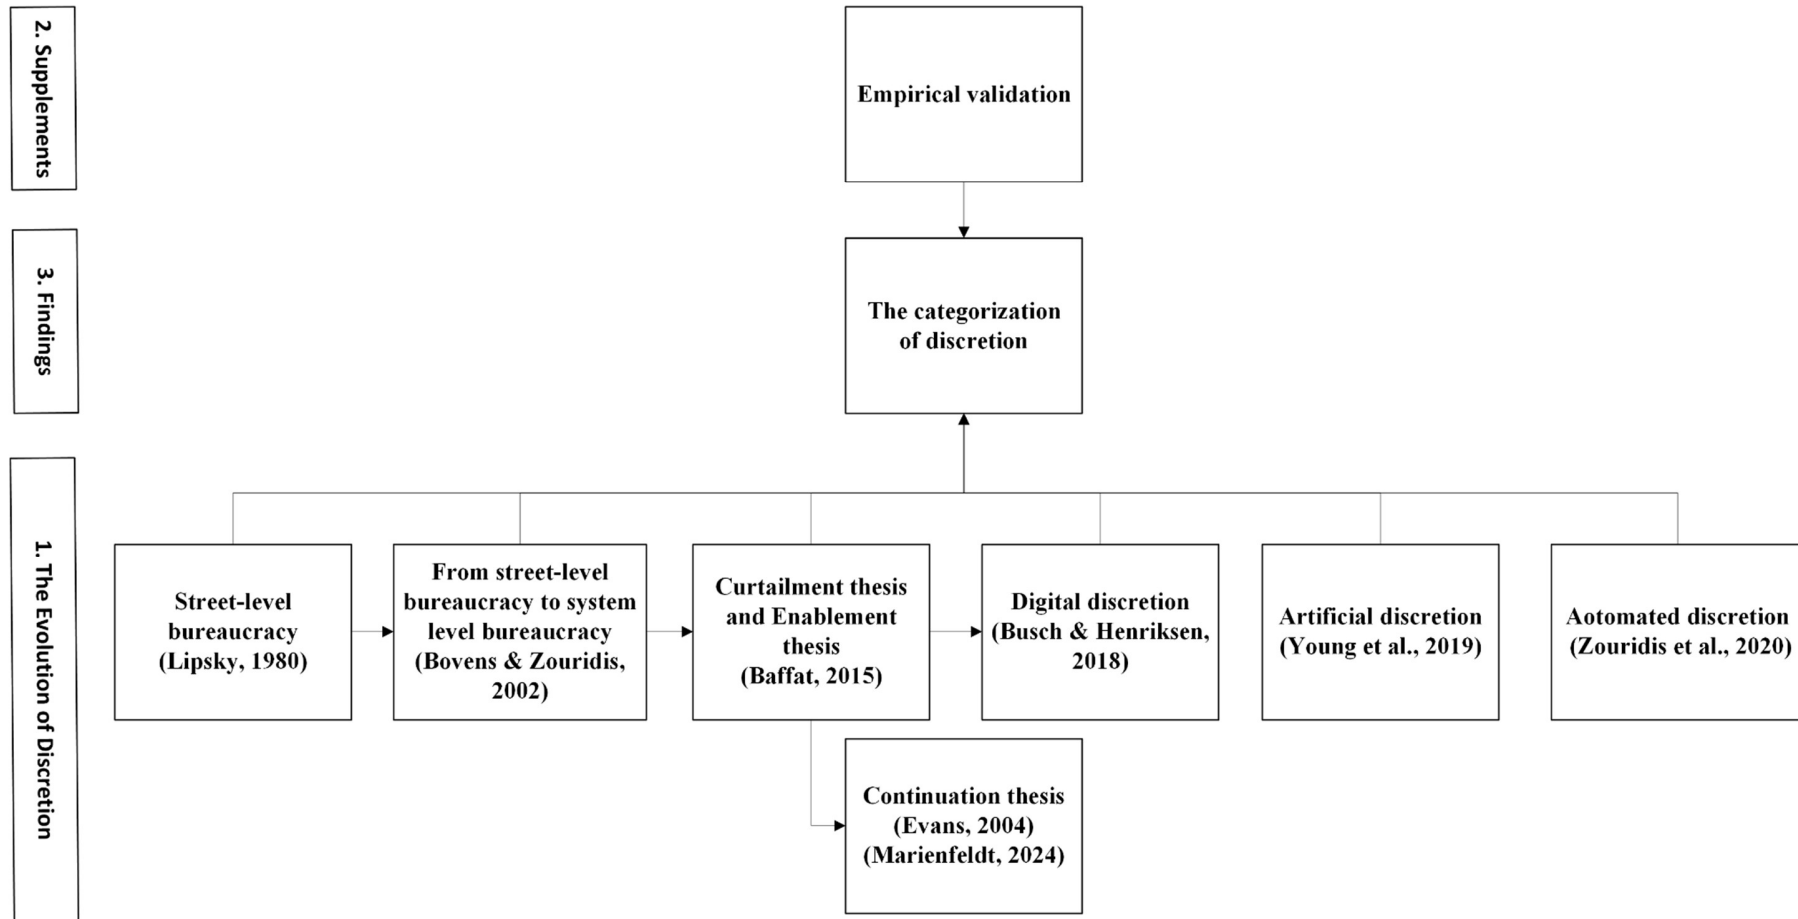 2. Supplements
Empirical validation
3. Findings
The categorization
of discretion
1. The Evolution of Discretion
Street-level
bureaucracy
(Lipsky, 1980)
From street-level
bureaucracy to system
level bureaucracy
(Bovens & Zouridis,
2002)
Curtailment thesis
and Enablement
thesis
(Baffat, 2015)
Digital discretion
(Busch & Henriksen,
2018)
Artificial discretion
(Young et al., 2019)
Aotomated discretion
(Zouridis et al., 2020)
Continuation thesis
(Evans, 2004)
(Marienfeldt, 2024)